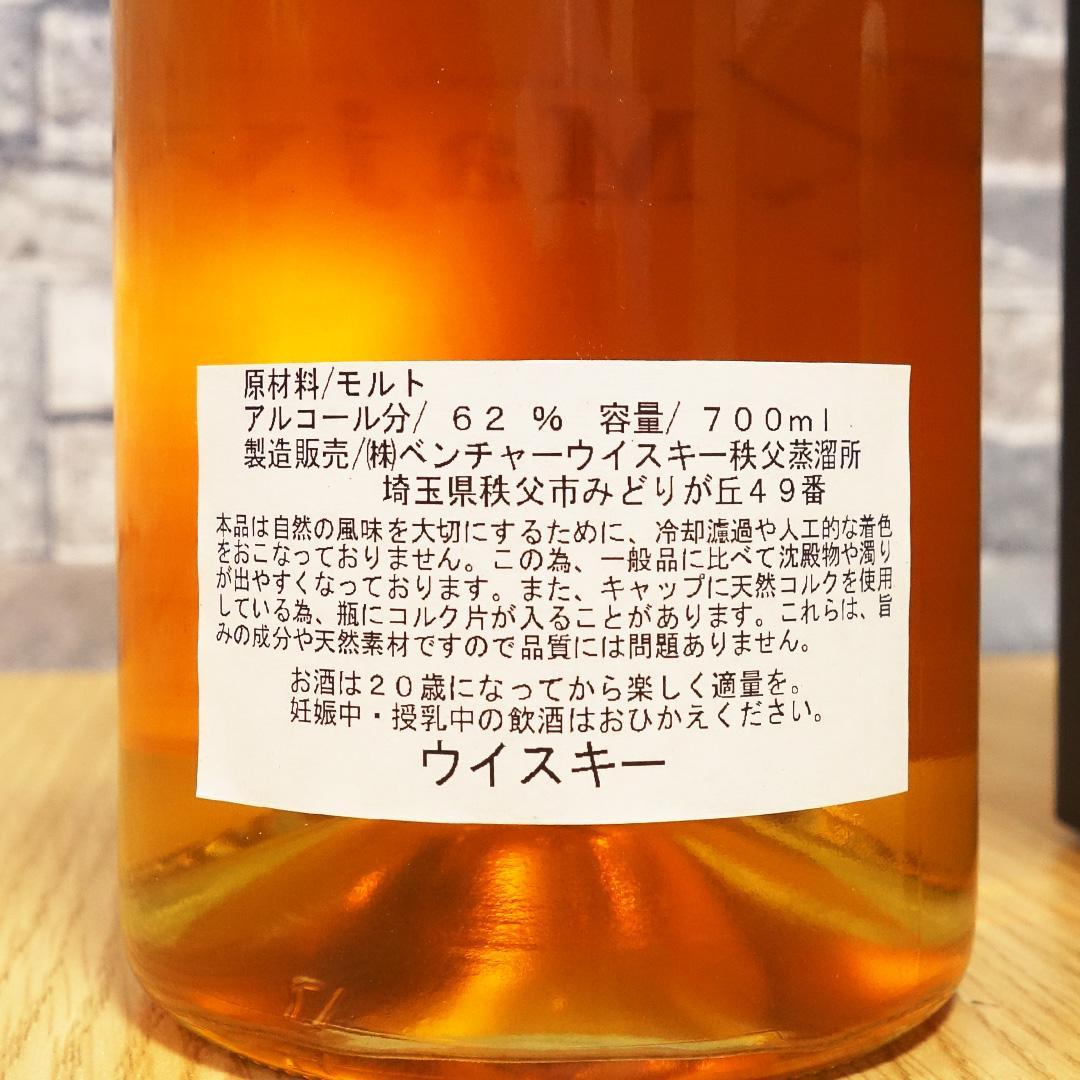 原材料/モルト
アルコール分/ 62 % 容量/ 700ml
製造販売/㈱ベンチャーウイスキー秩父蒸溜所
埼玉県秩父市みどりが丘49番
本品は自然の風味を大切にするために、冷却濾過や人工的な着色
をおこなっておりません。この為、一般品に比べて沈殿物や濁り
が出やすくなっております。また、キャップに天然コルクを使用
している為、瓶にコルク片が入ることがあります。これらは、旨
みの成分や天然素材ですので品質には問題ありません。
お酒は20歳になってから楽しく適量を。
妊娠中・授乳中の飲酒はおひかえください。
ウイスキー